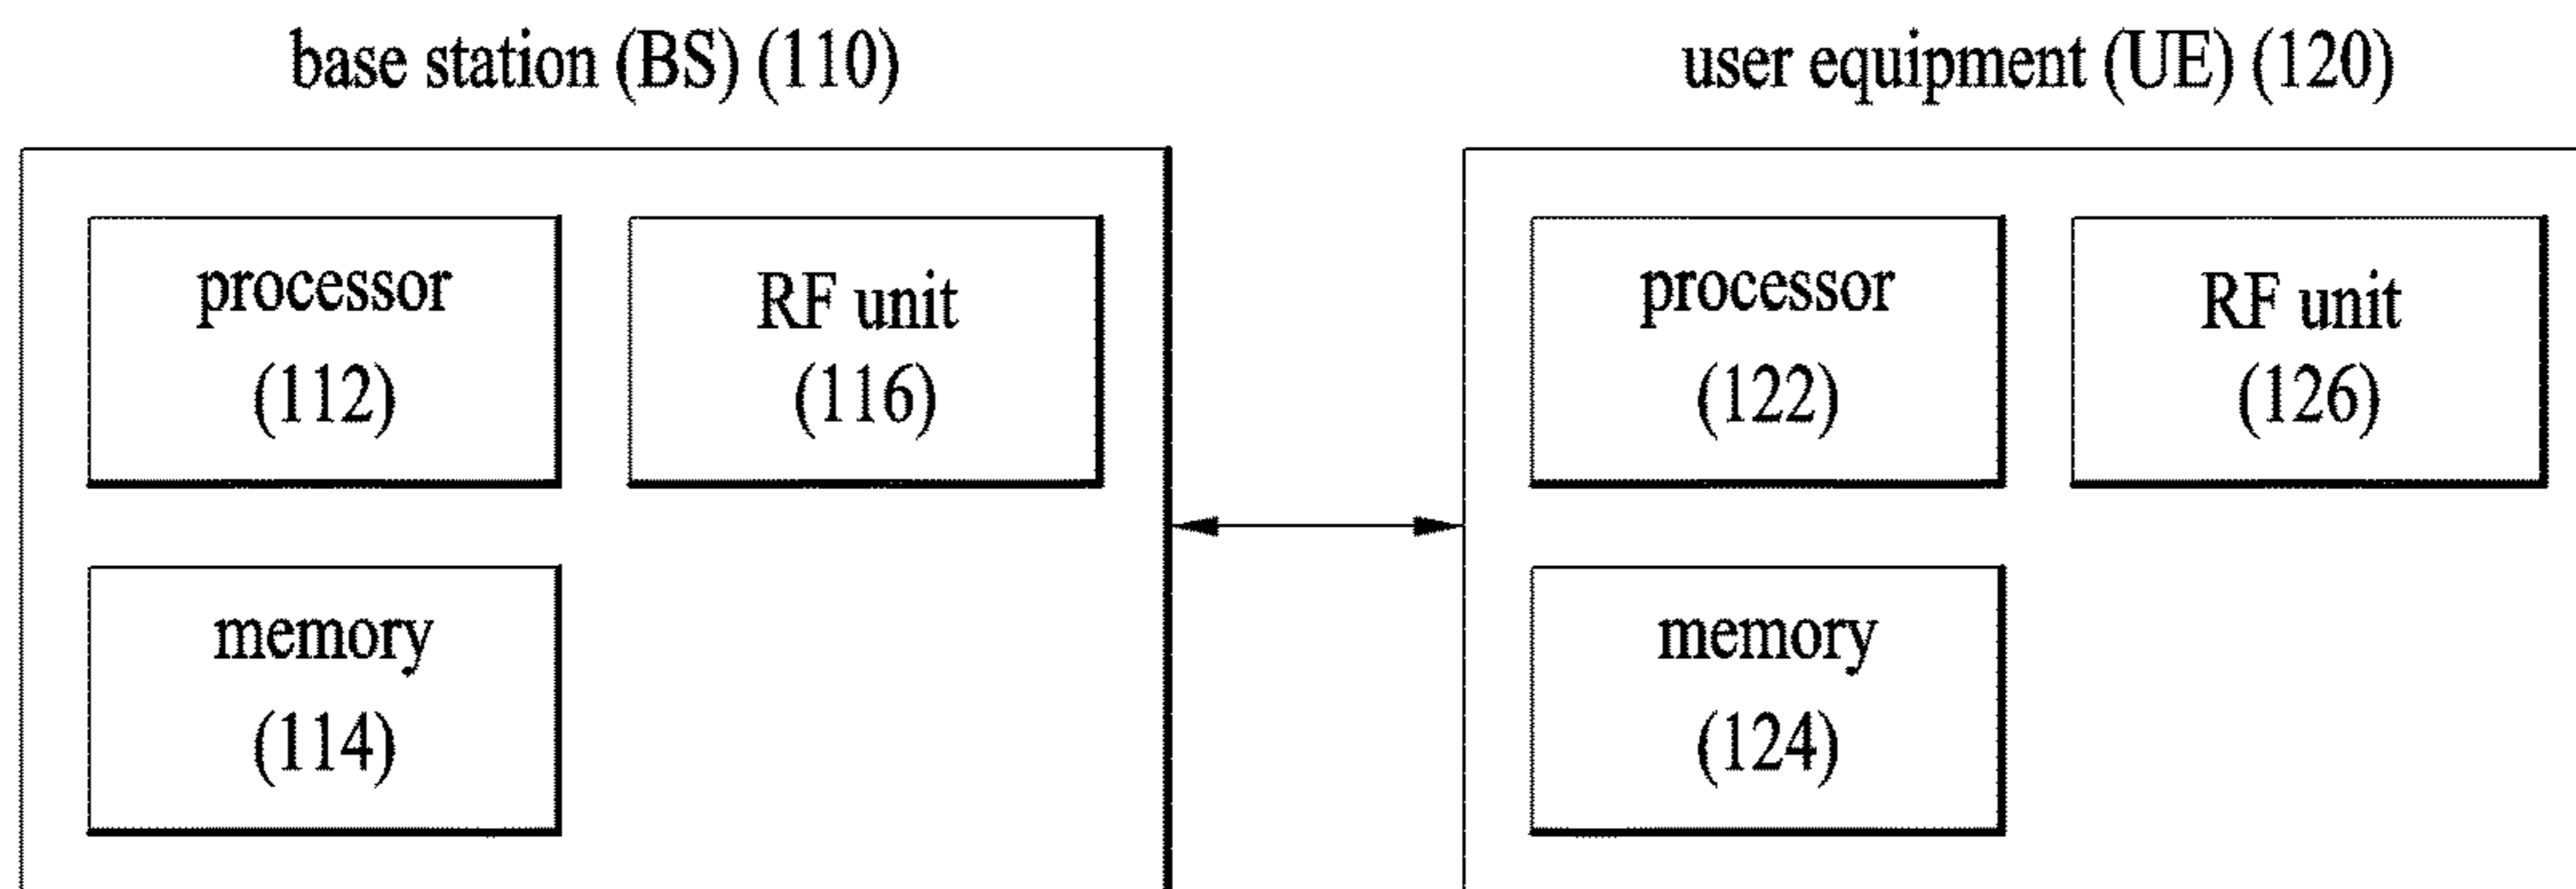 base station (BS) (110)
processor
(112)
RF unit
(116)
memory
(114)
user equipment (UE) (120)
processor
(122)
RF unit
(126)
memory
(124)